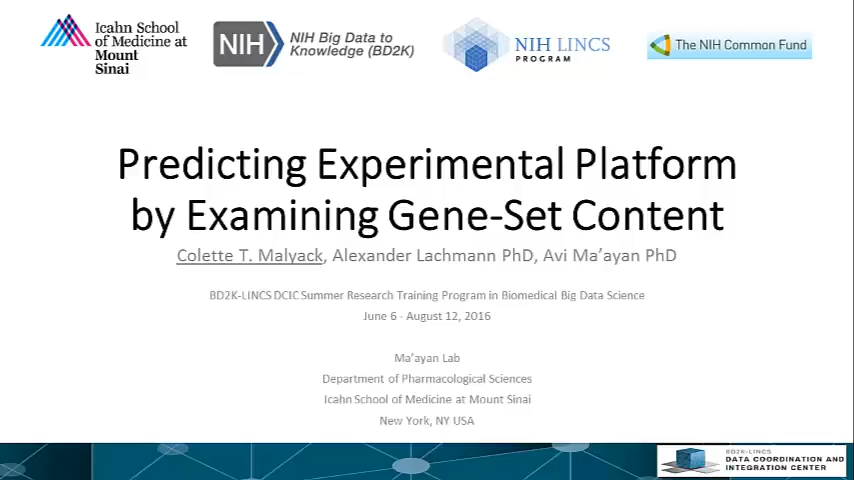 Icahn School
of Medicine at
Mount
Sinai
NIH
NIH Big Data to
Knowledge (BD2K)
NIH LINCS
PROGRAM
The NIH Common Fund
Predicting Experimental Platform
by Examining Gene-Set Content
Colette T. Malyack, Alexander Lachmann PhD, Avi Ma’ayan PhD
BD2K-LINCS DCIC Summer Research Training Program in Biomedical Big Data Science
June 6 - August 12, 2016
Ma’ayan Lab
Department of Pharmacological Sciences
Icahn School of Medicine at Mount Sinai
New York, NY USA
BD2K-LINCS
DATA COORDINATION AND
INTEGRATION CENTER